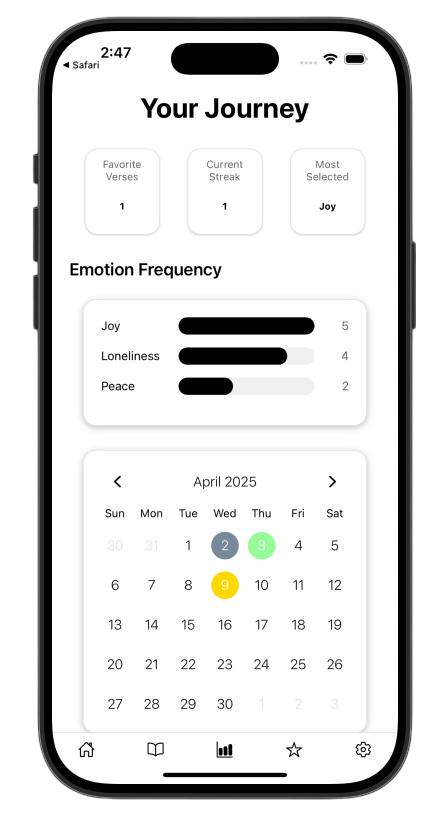 2:47
Safari
Your Journey
Favorite
Verses
1
Current
Streak
1
Most
Selected
Joy
Emotion Frequency
Joy 5
Loneliness 4
Peace 2
April 2025
Sun Mon Tue Wed Thu Fri Sat
30 31 1 2 3 4 5
6 7 8 9 10 11 12
13 14 15 16 17 18 19
20 21 22 23 24 25 26
27 28 29 30 1 2 3